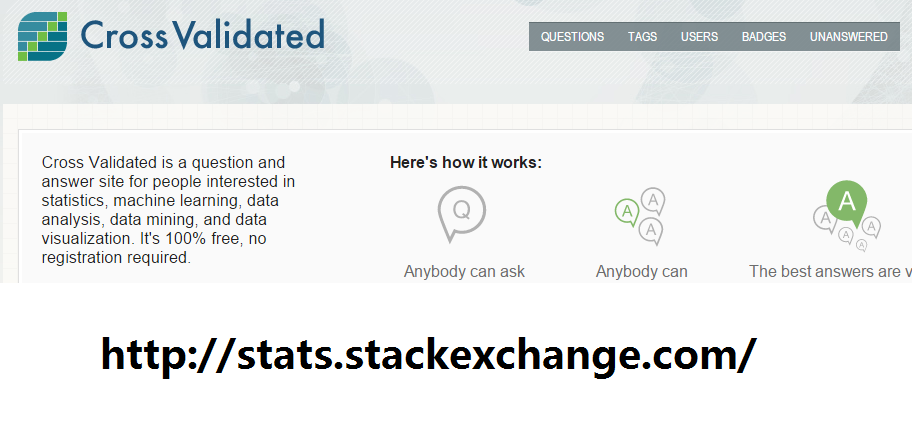 Cross Validated
QUESTIONS TAGS USERS BADGES UNANSWERED
Cross Validated is a question and
answer site for people interested in
statistics, machine learning, data
analysis, data mining, and data
visualization. It's 100% free, no
registration required.
Here's how it works:
Q
A
A
A
A
A
A
A
A
Anybody can ask
Anybody can
The best answers are v
http://stats.stackexchange.com/